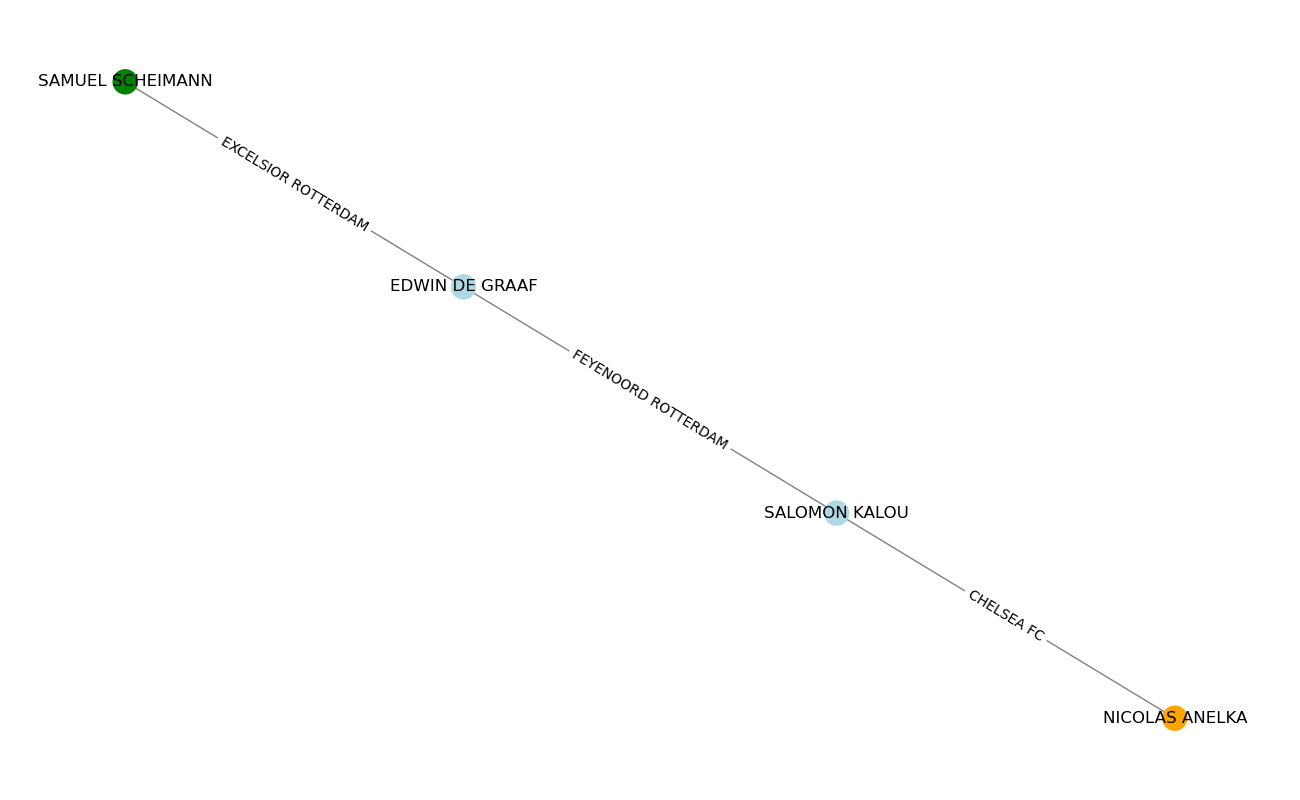 SAMUEL SCHEIMANN
EXCELSIOR ROTTERDAM
EDWIN DE GRAAF
FEYENOORD ROTTERDAM
SALOMON KALOU
CHELSEA FC
NICOLAS ANELKA